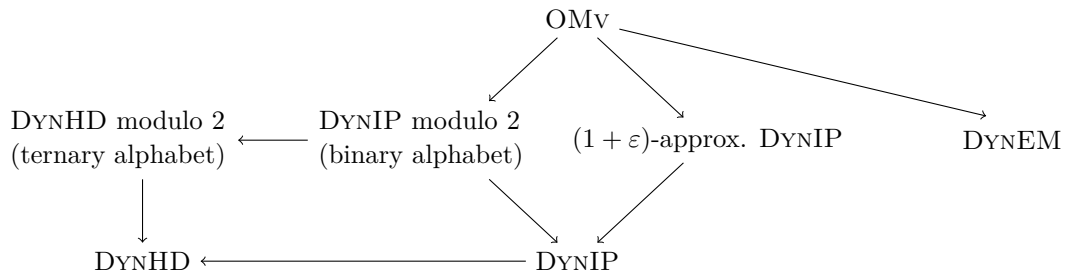 OMv
DynHD modulo 2
(ternary alphabet)
DynIP modulo 2
(binary alphabet)
(1 + ε)-approx. DynIP
DynEM
DynHD
DynIP